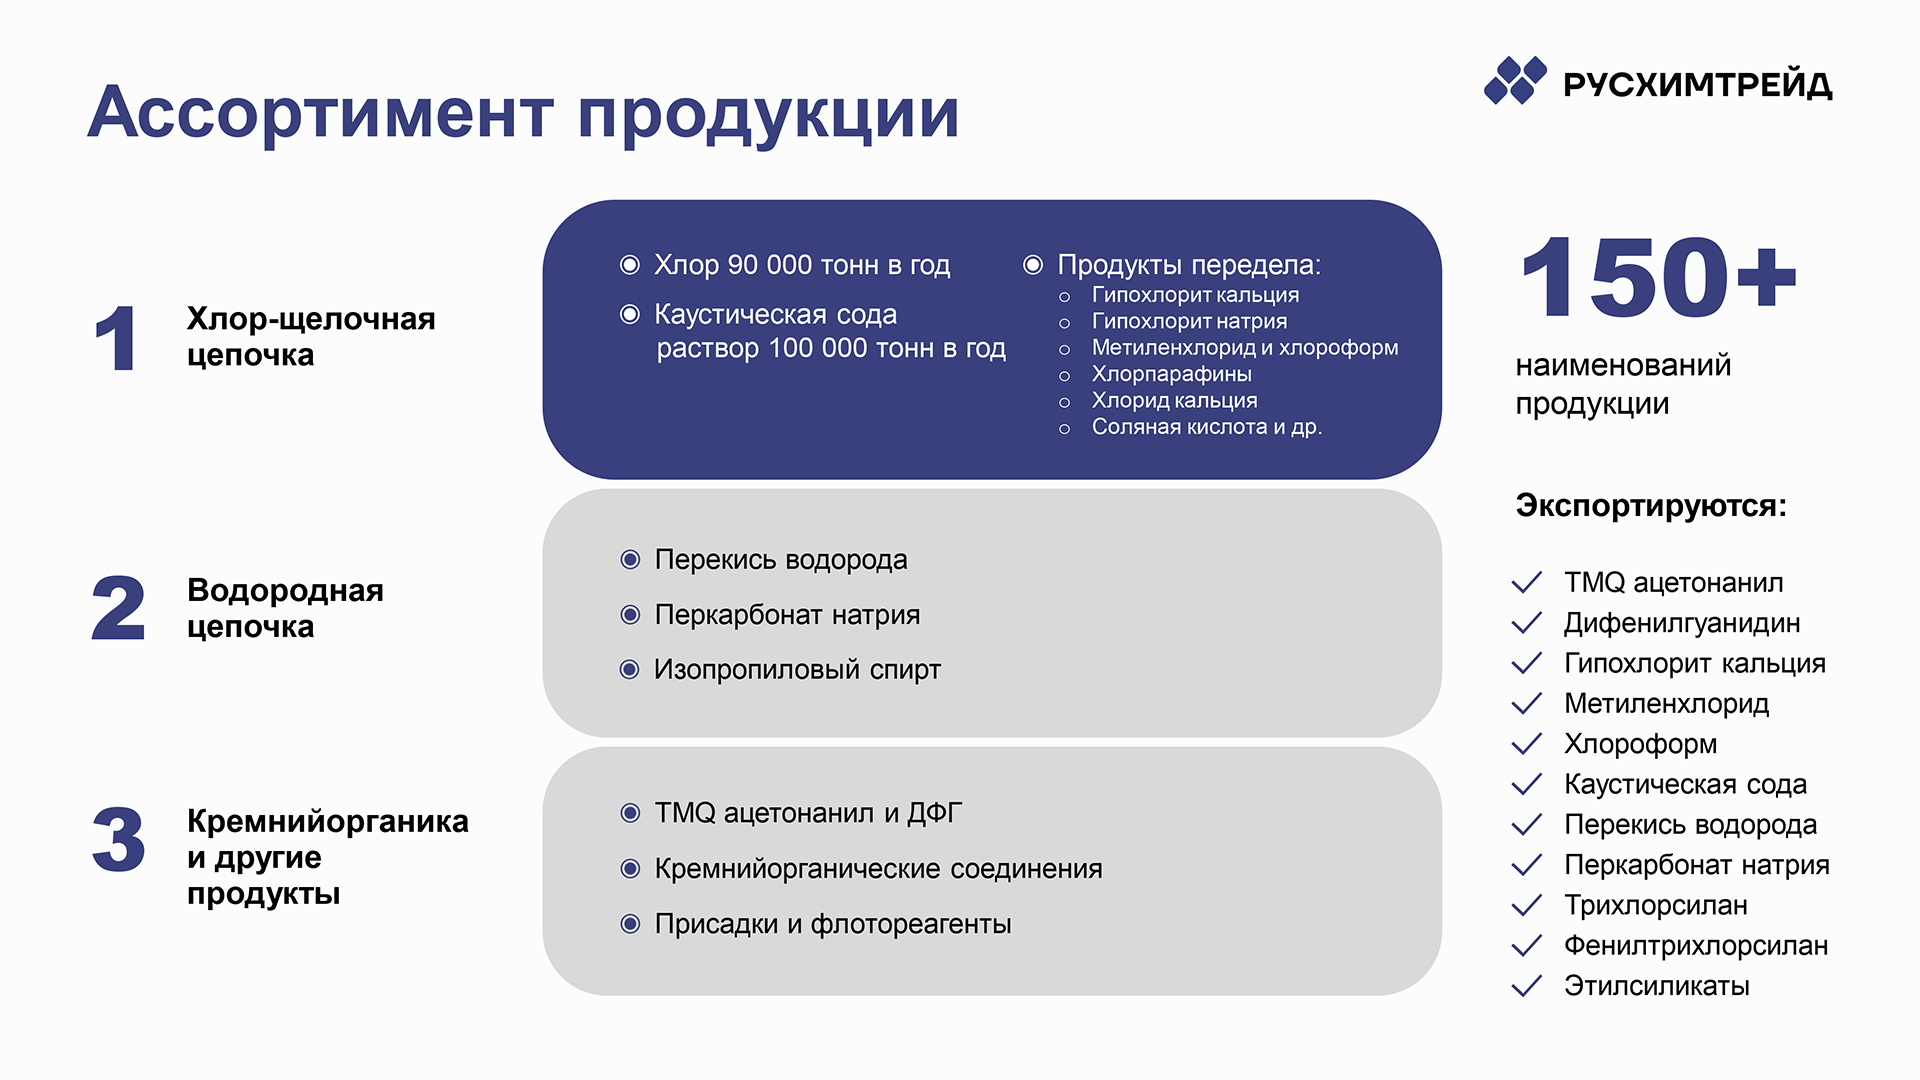 Ассортимент продукции
РУСХИМТРЕЙД
1
Хлор-щелочная
цепочка
Хлор 90 000 тонн в год
Каустическая сода
раствор 100 000 тонн в год
Продукты передела:
Гипохлорит кальция
Гипохлорит натрия
Метиленхлорид и хлороформ
Хлорпарафины
Хлорид кальция
Соляная кислота и др.
2
Водородная
цепочка
Перекись водорода
Перкарбонат натрия
Изопропиловый спирт
3
Кремнийорганика
и другие
продукты
TMQ ацетонанил и ДФГ
Кремнийорганические соединения
Присадки и флотореагенты
150+
наименований
продукции
Экспортируются:
TMQ ацетонанил
Дифенилгуанидин
Гипохлорит кальция
Метиленхлорид
Хлороформ
Каустическая сода
Перекись водорода
Перкарбонат натрия
Трихлорсилан
Фенилтрихлорсилан
Этилсиликаты